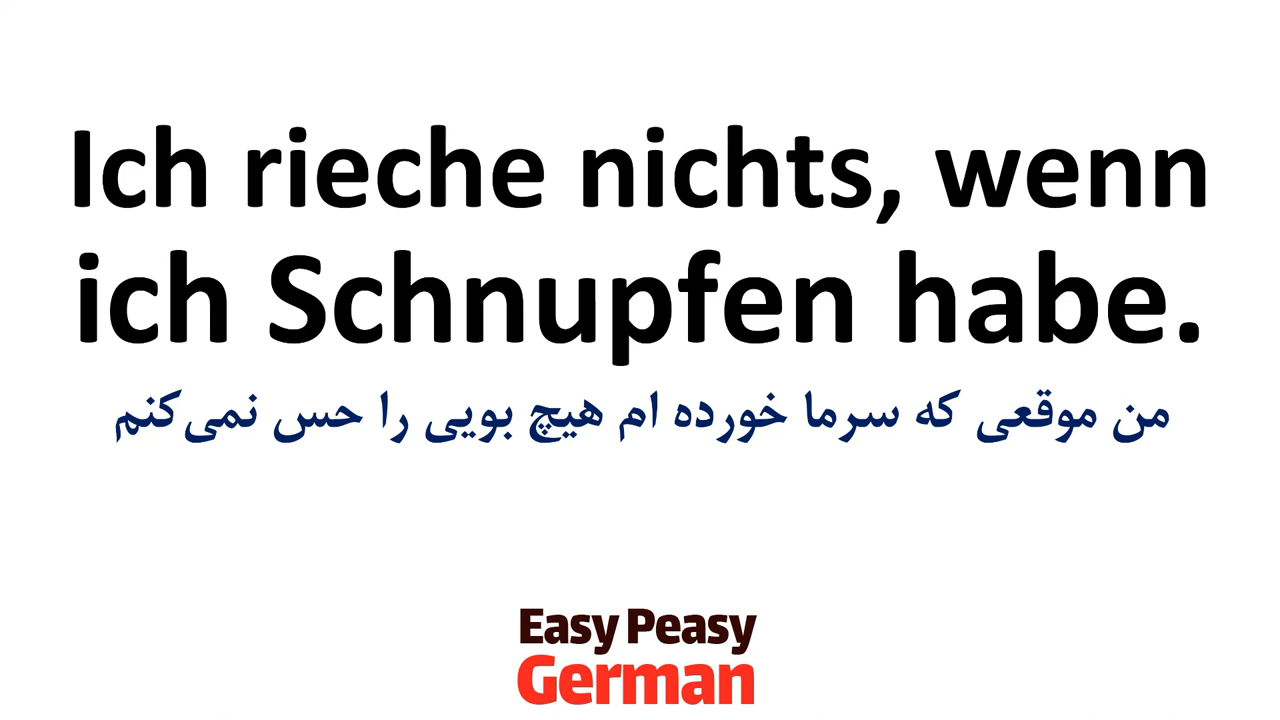 Ich rieche nichts, wenn
ich Schnupfen habe.
من موقعی که سرما خورده ام هیچ بویی را حس نمی‌کنم
Easy Peasy
German